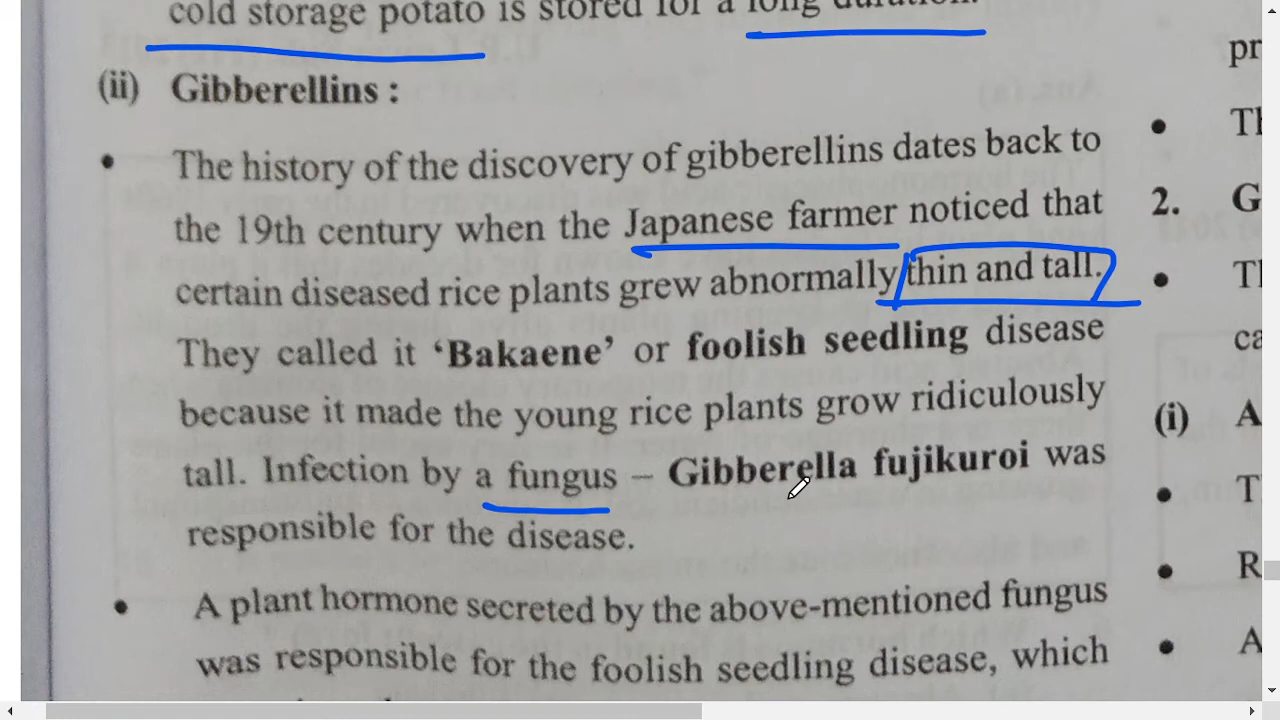 cold storage potato is stored for a long duration.
(ii) Gibberellins :
• The history of the discovery of gibberellins dates back to
the 19th century when the Japanese farmer noticed that
certain diseased rice plants grew abnormally thin and tall.
They called it ‘Bakaene’ or foolish seedling disease
because it made the young rice plants grow ridiculously
tall. Infection by a fungus – Gibberella fujikuroi was
responsible for the disease.
• A plant hormone secreted by the above-mentioned fungus
was responsible for the foolish seedling disease, which
pr
• Th
2. G
• Th
ca
(i) A
• T
• R
• A